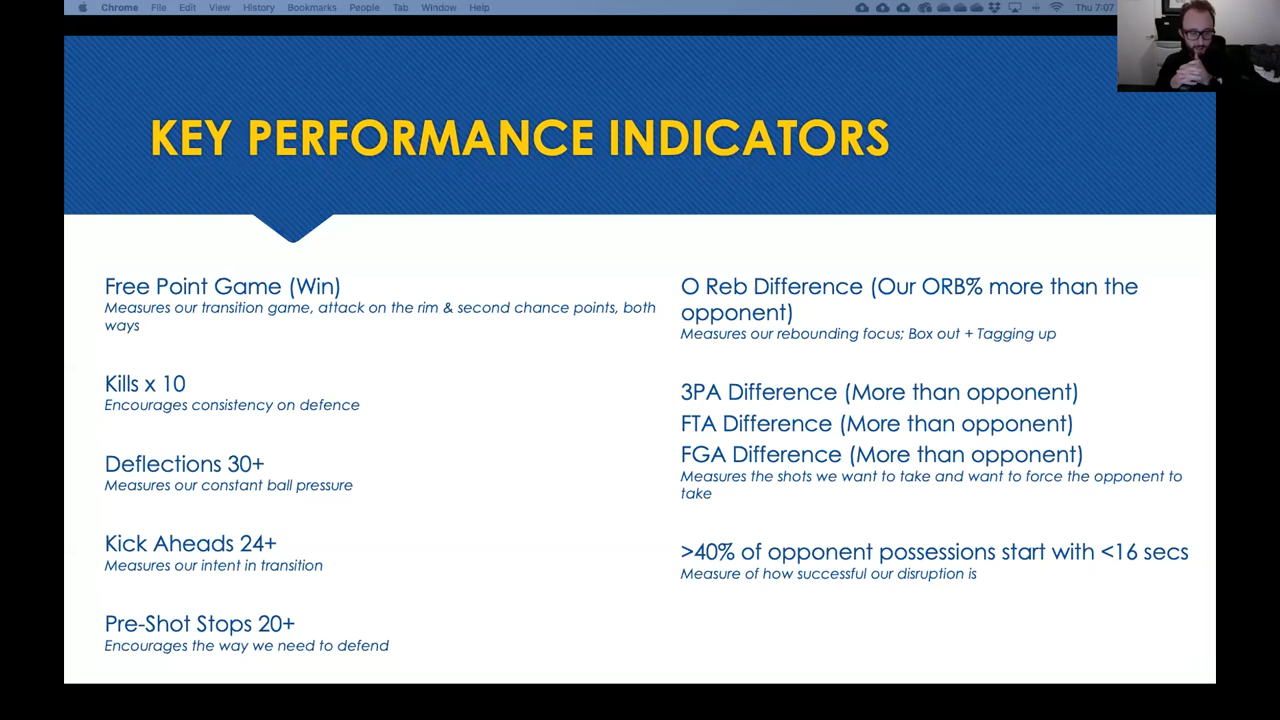 Chrome File Edit View History Bookmarks People Tab Window Help Thu 7:07
KEY PERFORMANCE INDICATORS
Free Point Game (Win)
Measures our transition game, attack on the rim & second chance points, both
ways
Kills x 10
Encourages consistency on defence
Deflections 30+
Measures our constant ball pressure
Kick Aheads 24+
Measures our intent in transition
Pre-Shot Stops 20+
Encourages the way we need to defend
O Reb Difference (Our ORB% more than the
opponent)
Measures our rebounding focus; Box out + Tagging up
3PA Difference (More than opponent)
FTA Difference (More than opponent)
FGA Difference (More than opponent)
Measures the shots we want to take and want to force the opponent to
take
>40% of opponent possessions start with <16 secs
Measure of how successful our disruption is